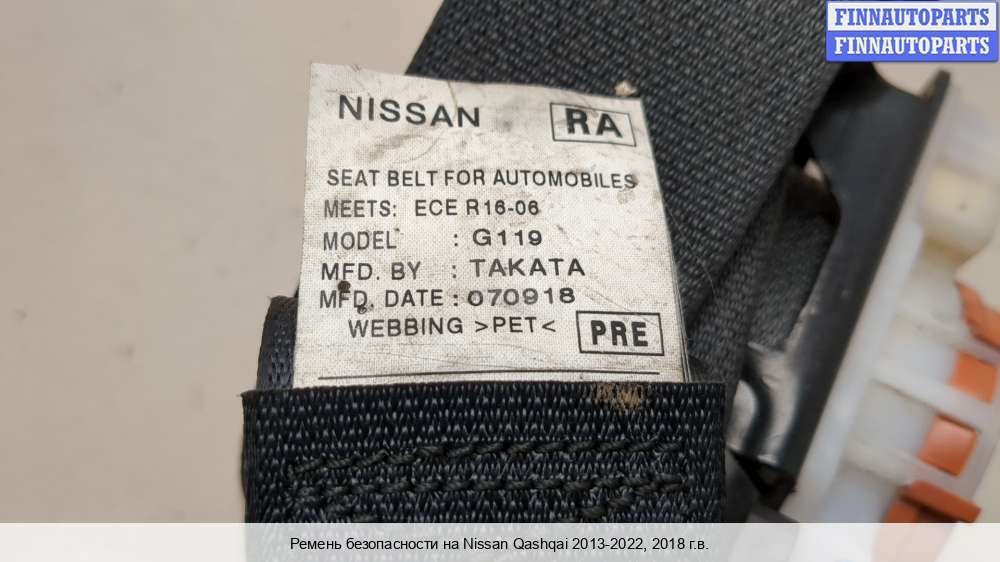 FINNAUTOPARTS
FINNAUTOPARTS
NISSAN RA
SEAT BELT FOR AUTOMOBILES
MEETS: ECE R16-06
MODEL : G119
MFD. BY : TAKATA
MFD. DATE : 070918
WEBBING >PET< PRE
Ремень безопасности на Nissan Qashqai 2013-2022, 2018 г.в.